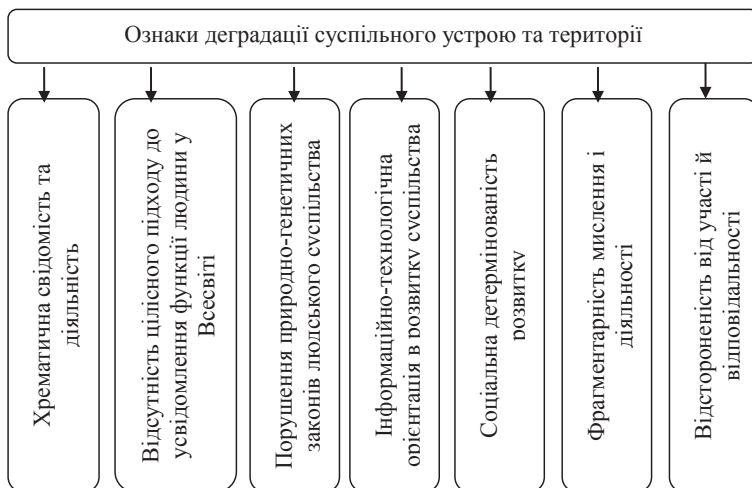 Ознаки деградації суспільного устрою та території
Хрематична свідомість та
діяльність
Відсутність цілісного підходу до
усвідомлення функції людини у
Всесвіті
Порушення природно-генетичних
законів людського суспільства
Інформаційно-технологічна
орієнтація в розвитку суспільства
Соціальна детермінованість
розвитку
Фрагментарність мислення і
діяльності
Відстороненість від участі й
відповідальності